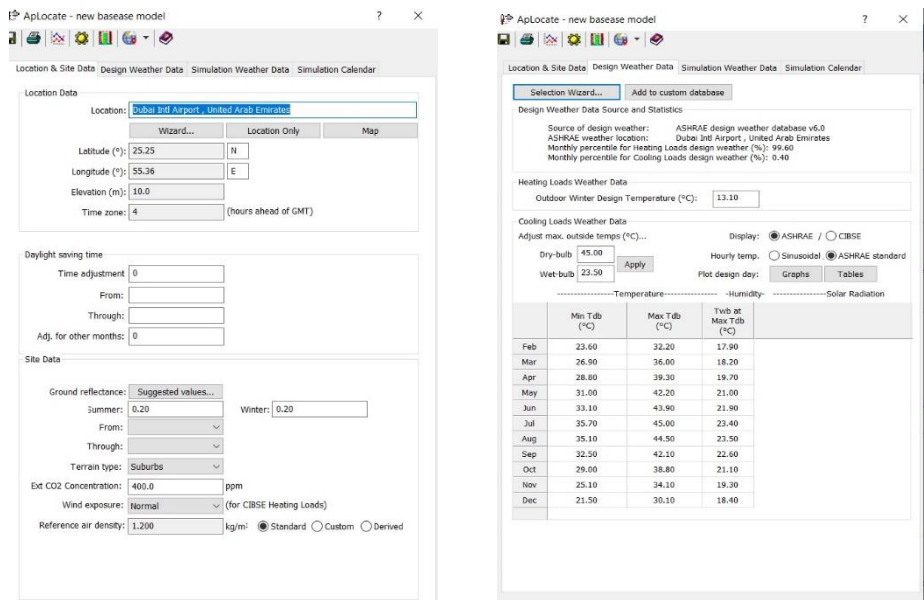 ApLocate - new basease model ? ×
Location & Site Data Design Weather Data Simulation Weather Data Simulation Calendar
Location Data
Location: Dubai Intl Airport , United Arab Emirates
Wizard... Location Only Map
Latitude (°): 25.25 N
Longitude (°): 55.36 E
Elevation (m): 10.0
Time zone: 4 (hours ahead of GMT)
Daylight saving time
Time adjustment 0
From:
Through:
Adj. for other months: 0
Site Data
Ground reflectance: Suggested values...
Summer: 0.20 Winter: 0.20
From:
Through:
Terrain type: Suburbs
Ext CO2 Concentration: 400.0 ppm
Wind exposure: Normal (for CIBSE Heating Loads)
Reference air density: 1.200 kg/m³ Standard Custom Derived
ApLocate - new basease model ? ×
Location & Site Data Design Weather Data Simulation Weather Data Simulation Calendar
Selection Wizard... Add to custom database
Design Weather Data Source and Statistics
Source of design weather: ASHRAE design weather database v6.0
ASHRAE weather location: Dubai Intl Airport , United Arab Emirates
Monthly percentile for Heating Loads design weather (%): 99.60
Monthly percentile for Cooling Loads design weather (%): 0.40
Heating Loads Weather Data
Outdoor Winter Design Temperature (°C): 13.10
Cooling Loads Weather Data
Adjust max. outside temps (°C)... Display: ASHRAE / CIBSE
Dry-bulb 45.00 Hourly temp. Sinusoidal ASHRAE standard
Wet-bulb 23.50 Apply Plot design day: Graphs Tables
-----------------Temperature---------------- -Humidity- ----------------Solar Radiation
Min Tdb (°C) Max Tdb (°C) Twb at Max Tdb (°C)
Feb 23.60 32.20 17.90
Mar 26.90 36.00 18.20
Apr 28.80 39.30 19.70
May 31.00 42.20 21.00
Jun 33.10 43.90 21.90
Jul 35.70 45.00 23.40
Aug 35.10 44.50 23.50
Sep 32.50 42.10 22.60
Oct 29.00 38.80 21.10
Nov 25.10 34.10 19.30
Dec 21.50 30.10 18.40